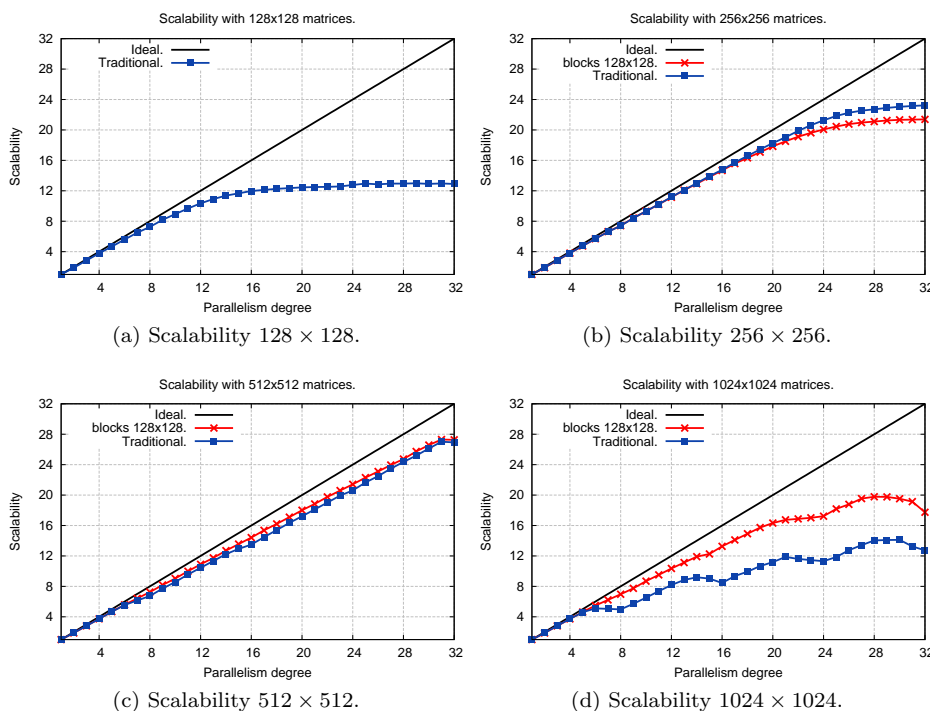 Scalability with 128x128 matrices.
32
28
24
20
16
12
8
4
Scalability
Ideal.
Traditional.
4 8 12 16 20 24 28 32
Parallelism degree
(a) Scalability 128 × 128.
Scalability with 256x256 matrices.
32
28
24
20
16
12
8
4
Scalability
Ideal.
blocks 128x128.
Traditional.
4 8 12 16 20 24 28 32
Parallelism degree
(b) Scalability 256 × 256.
Scalability with 512x512 matrices.
32
28
24
20
16
12
8
4
Scalability
Ideal.
blocks 128x128.
Traditional.
4 8 12 16 20 24 28 32
Parallelism degree
(c) Scalability 512 × 512.
Scalability with 1024x1024 matrices.
32
28
24
20
16
12
8
4
Scalability
Ideal.
blocks 128x128.
Traditional.
4 8 12 16 20 24 28 32
Parallelism degree
(d) Scalability 1024 × 1024.